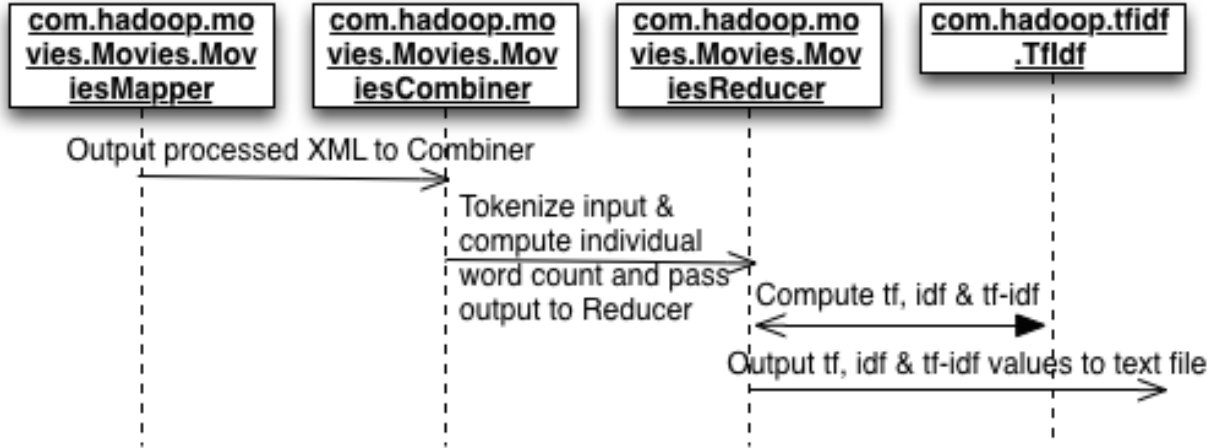 com.hadoop.mo
vies.Movies.Mov
iesMapper
com.hadoop.mo
vies.Movies.Mov
iesCombiner
com.hadoop.mo
vies.Movies.Mov
iesReducer
com.hadoop.tfidf
.TfIdf
Output processed XML to Combiner
Tokenize input &
compute individual
word count and pass
output to Reducer
Compute tf, idf & tf-idf
Output tf, idf & tf-idf values to text file